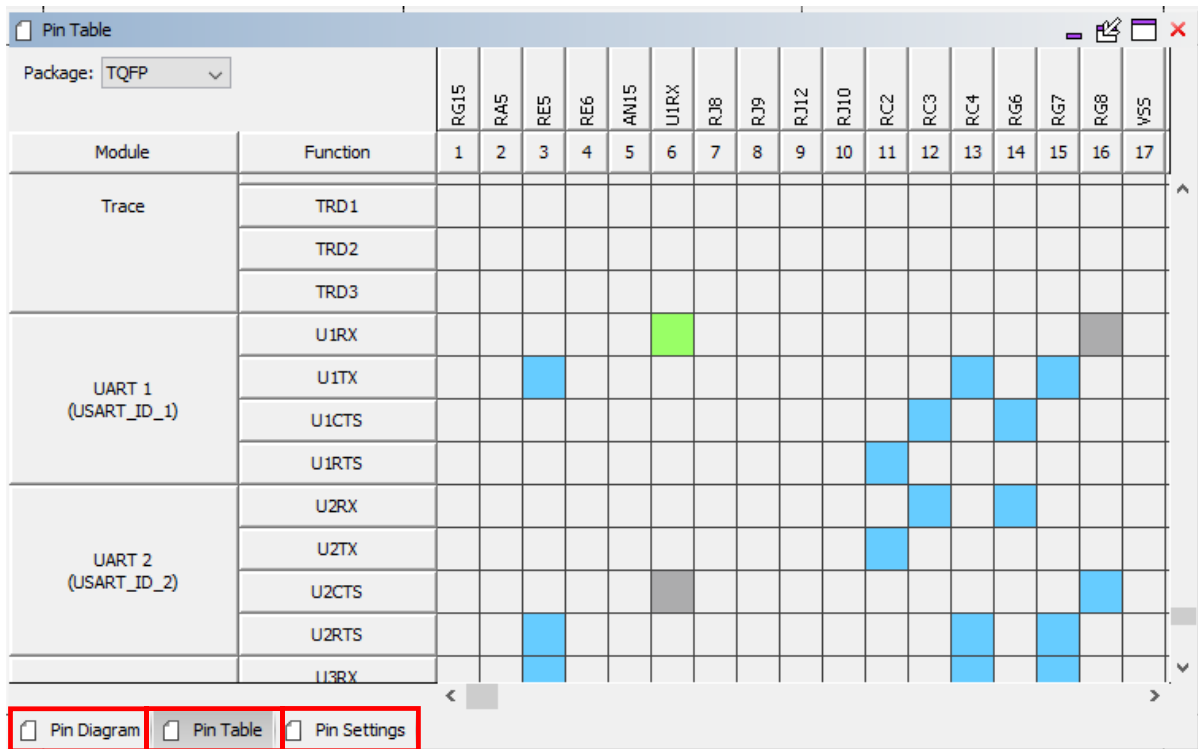 Pin Table
Package: TQFP
RG15 RA5 RE5 RE6 AN15 U1RX RJ8 RJ9 RJ12 RJ10 RC2 RC3 RC4 RG6 RG7 RG8 VSS
Module Function 1 2 3 4 5 6 7 8 9 10 11 12 13 14 15 16 17
Trace TRD1
TRD2
TRD3
UART 1
(USART_ID_1)
U1RX
U1TX
U1CTS
U1RTS
UART 2
(USART_ID_2)
U2RX
U2TX
U2CTS
U2RTS
U3RX
Pin Diagram Pin Table Pin Settings